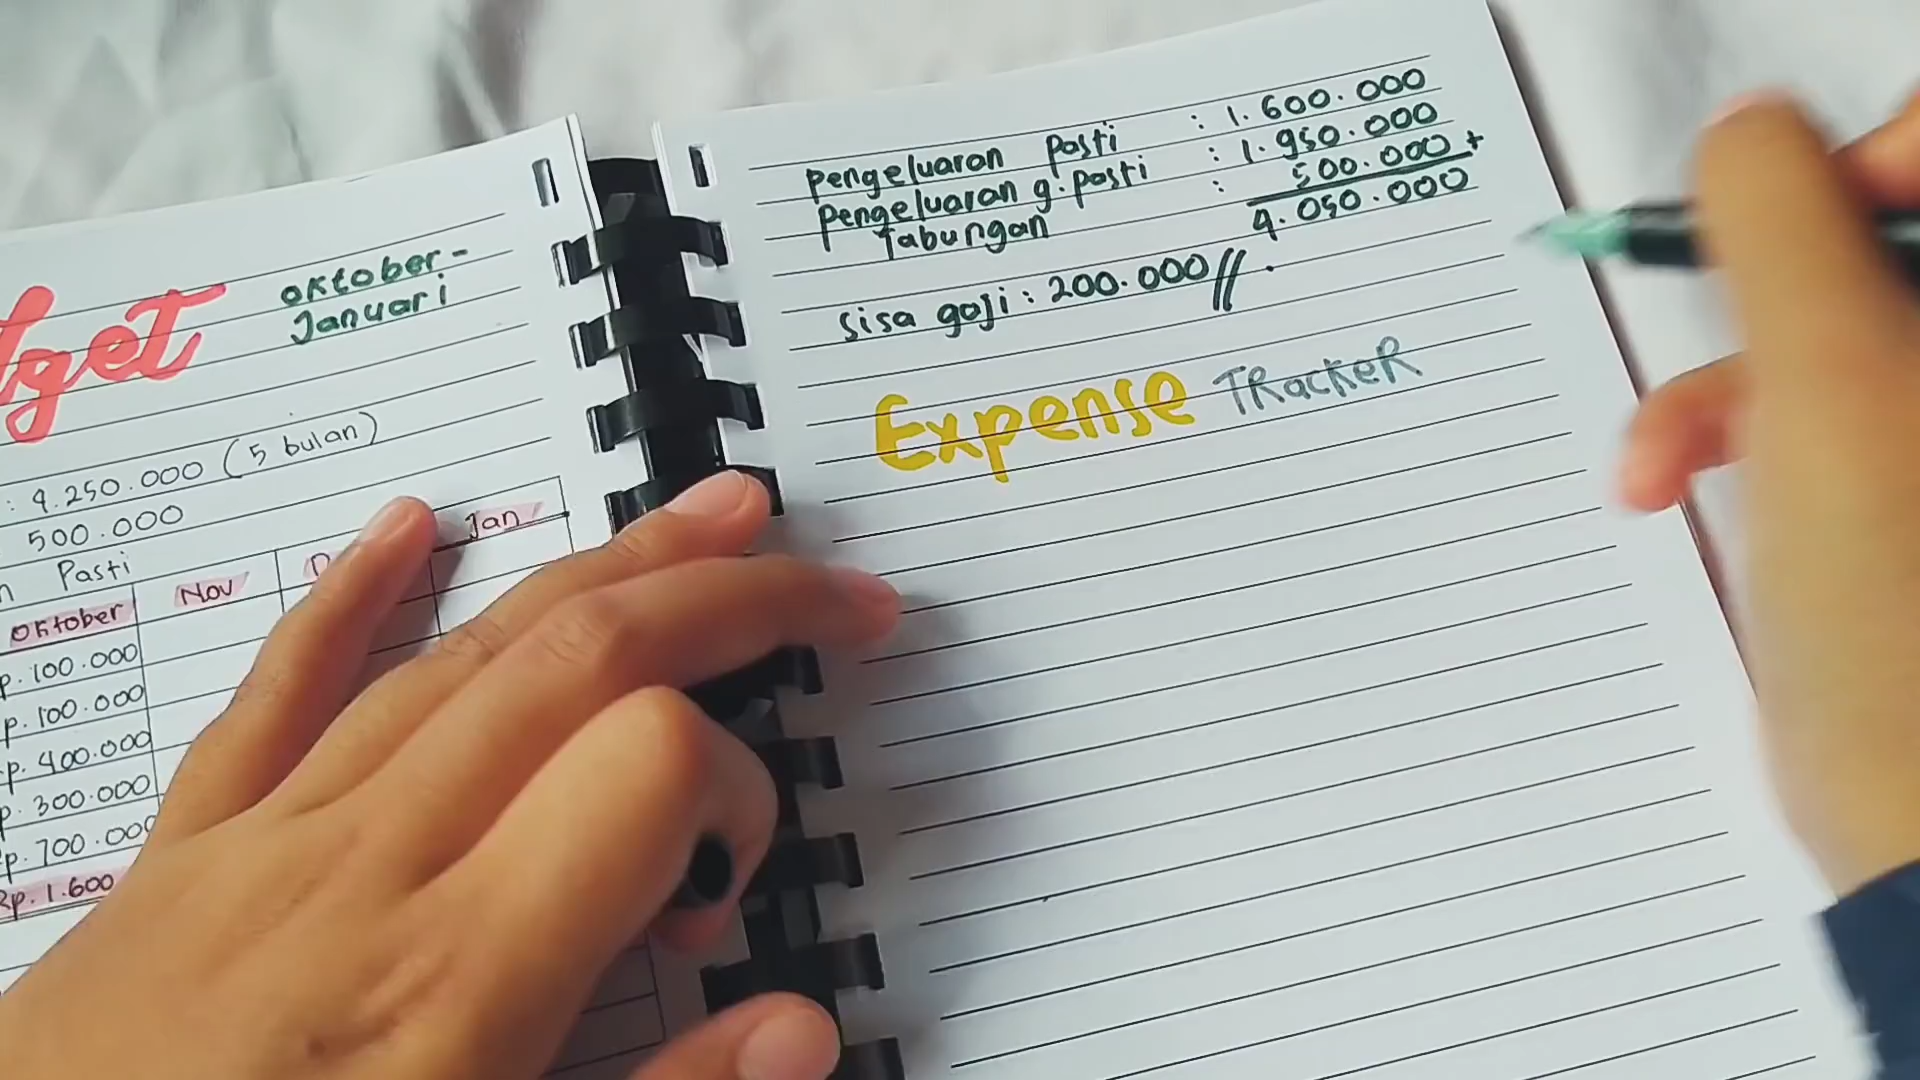 dget
oktober -
Januari
: 4.250.000 (5 bulan)
500.000
n Pasti
oktober Nov D Jan
p. 100.000
p. 100.000
p. 400.000
p. 300.000
p. 700.000
Rp. 1.600
pengeluaran pasti : 1.600.000
pengeluaran g. pasti : 1.950.000
Tabungan : 500.000 +
4.050.000
sisa gaji : 200.000 //.
Expense TRackeR